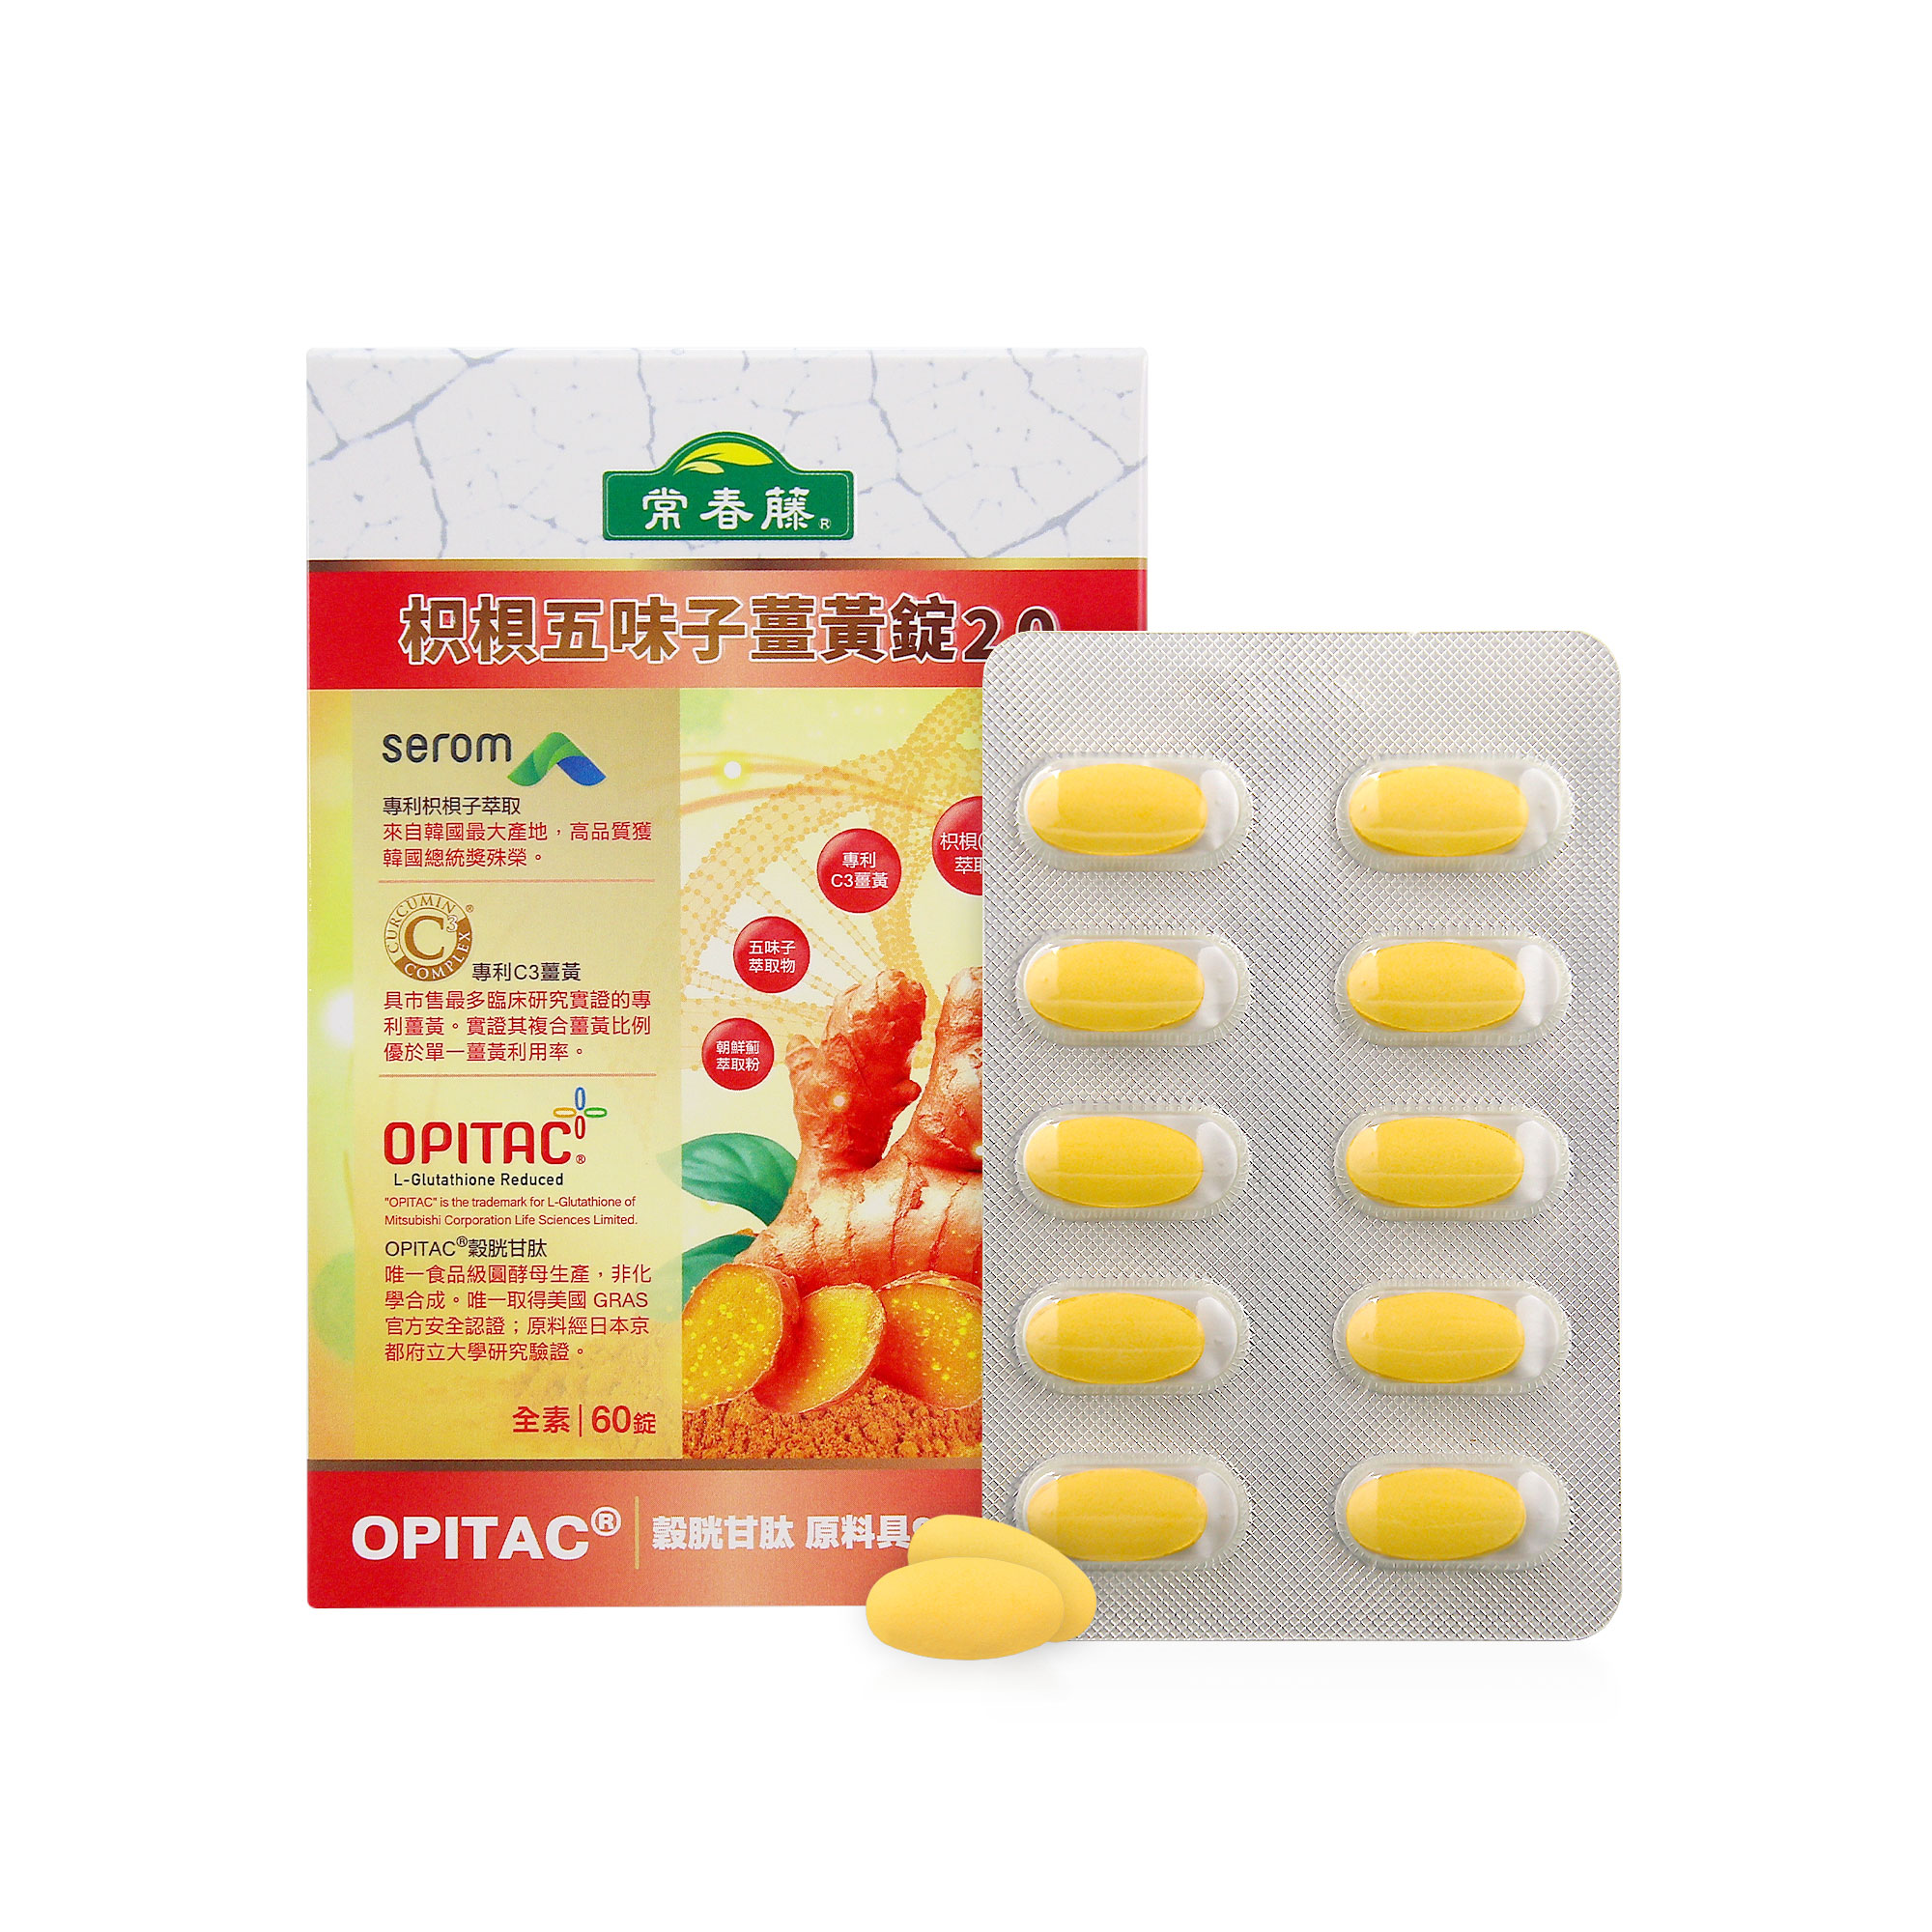 常春藤®
枳椇五味子薑黃錠2.0
serom
專利枳椇子萃取
來自韓國最大產地，高品質獲
韓國總統獎殊榮。
CURCUMIN C3 COMPLEX®
專利C3薑黃
具市售最多臨床研究實證的專
利薑黃。實證其複合薑黃比例
優於單一薑黃利用率。
OPITAC®
L-Glutathione Reduced
"OPITAC" is the trademark for L-Glutathione of
Mitsubishi Corporation Life Sciences Limited.
OPITAC®穀胱甘肽
唯一食品級圓酵母生產，非化
學合成。唯一取得美國 GRAS
官方安全認證；原料經日本京
都府立大學研究驗證。
全素|60錠
枳椇(
萃取
專利
C3薑黃
五味子
萃取物
朝鮮薊
萃取粉
OPITAC®|穀胱甘肽 原料具